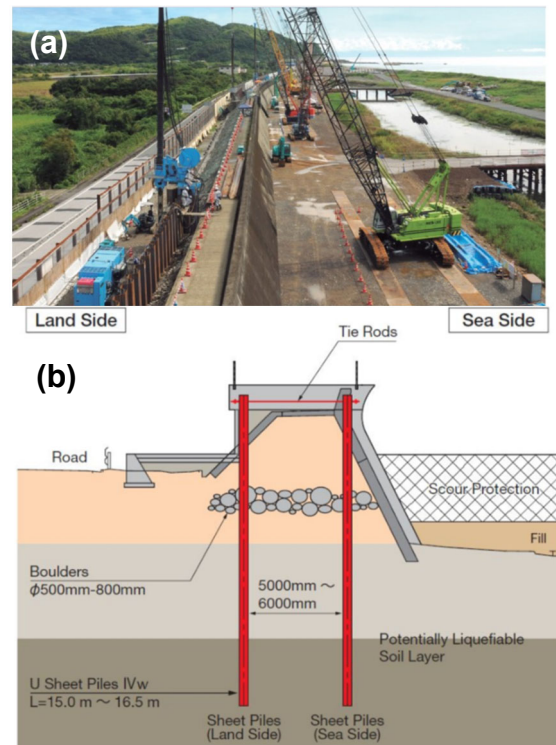 (a)
Land Side
Sea Side
(b)
Tie Rods
Road
Scour Protection
Fill
Boulders
ϕ500mm-800mm
5000mm ～
6000mm
Potentially Liquefiable
Soil Layer
U Sheet Piles IVw
L=15.0 m ～ 16.5 m
Sheet Piles
(Land Side)
Sheet Piles
(Sea Side)